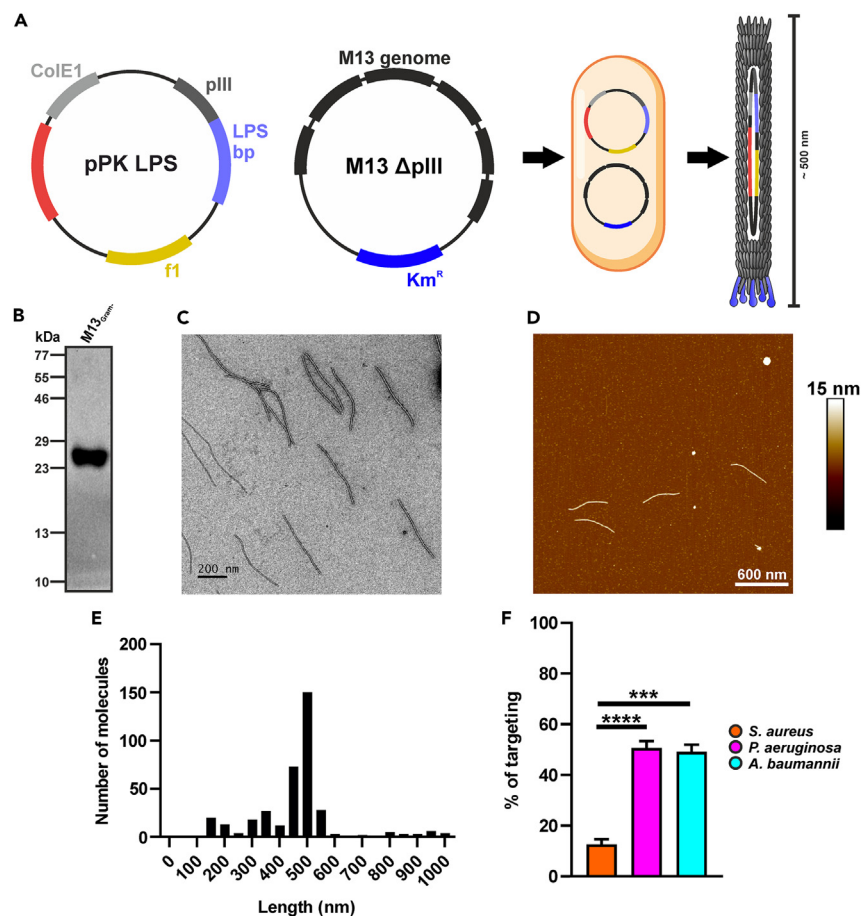 A
ColE1
pIII
LPS
bp
pPK LPS
f1
M13 genome
M13 ΔpIII
Km^R
~ 500 nm
B
kDa
M13Gram-
77
55
46
29
23
13
10
C
200 nm
D
600 nm
15 nm
0
E
Number of molecules
200
150
100
50
0
0
100
200
300
400
500
600
700
800
900
1000
Length (nm)
F
% of targeting
100
80
60
40
20
0
***
****
S. aureus
P. aeruginosa
A. baumannii